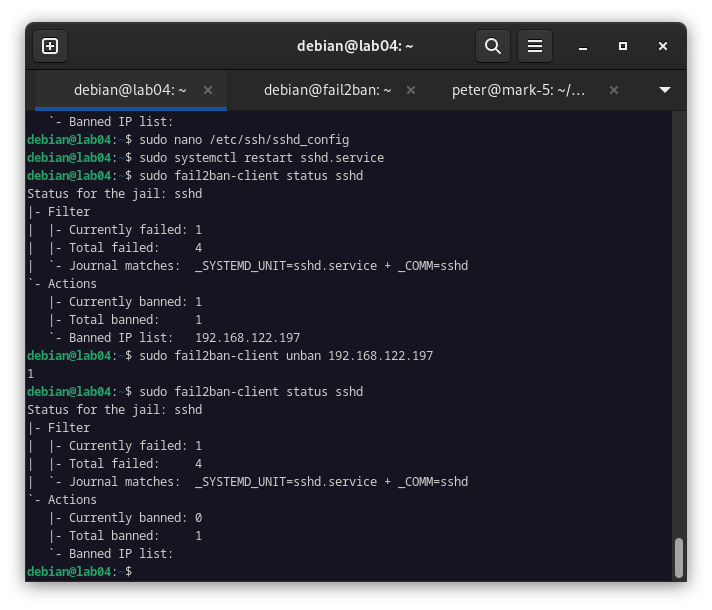 debian@lab04: ~
debian@lab04: ~
debian@fail2ban: ~
peter@mark-5: ~/…
   `- Banned IP list:
debian@lab04:~$ sudo nano /etc/ssh/sshd_config
debian@lab04:~$ sudo systemctl restart sshd.service
debian@lab04:~$ sudo fail2ban-client status sshd
Status for the jail: sshd
|- Filter
|  |- Currently failed: 1
|  |- Total failed:     4
|  `- Journal matches:  _SYSTEMD_UNIT=sshd.service + _COMM=sshd
`- Actions
   |- Currently banned: 1
   |- Total banned:     1
   `- Banned IP list:   192.168.122.197
debian@lab04:~$ sudo fail2ban-client unban 192.168.122.197
1
debian@lab04:~$ sudo fail2ban-client status sshd
Status for the jail: sshd
|- Filter
|  |- Currently failed: 1
|  |- Total failed:     4
|  `- Journal matches:  _SYSTEMD_UNIT=sshd.service + _COMM=sshd
`- Actions
   |- Currently banned: 0
   |- Total banned:     1
   `- Banned IP list:
debian@lab04:~$